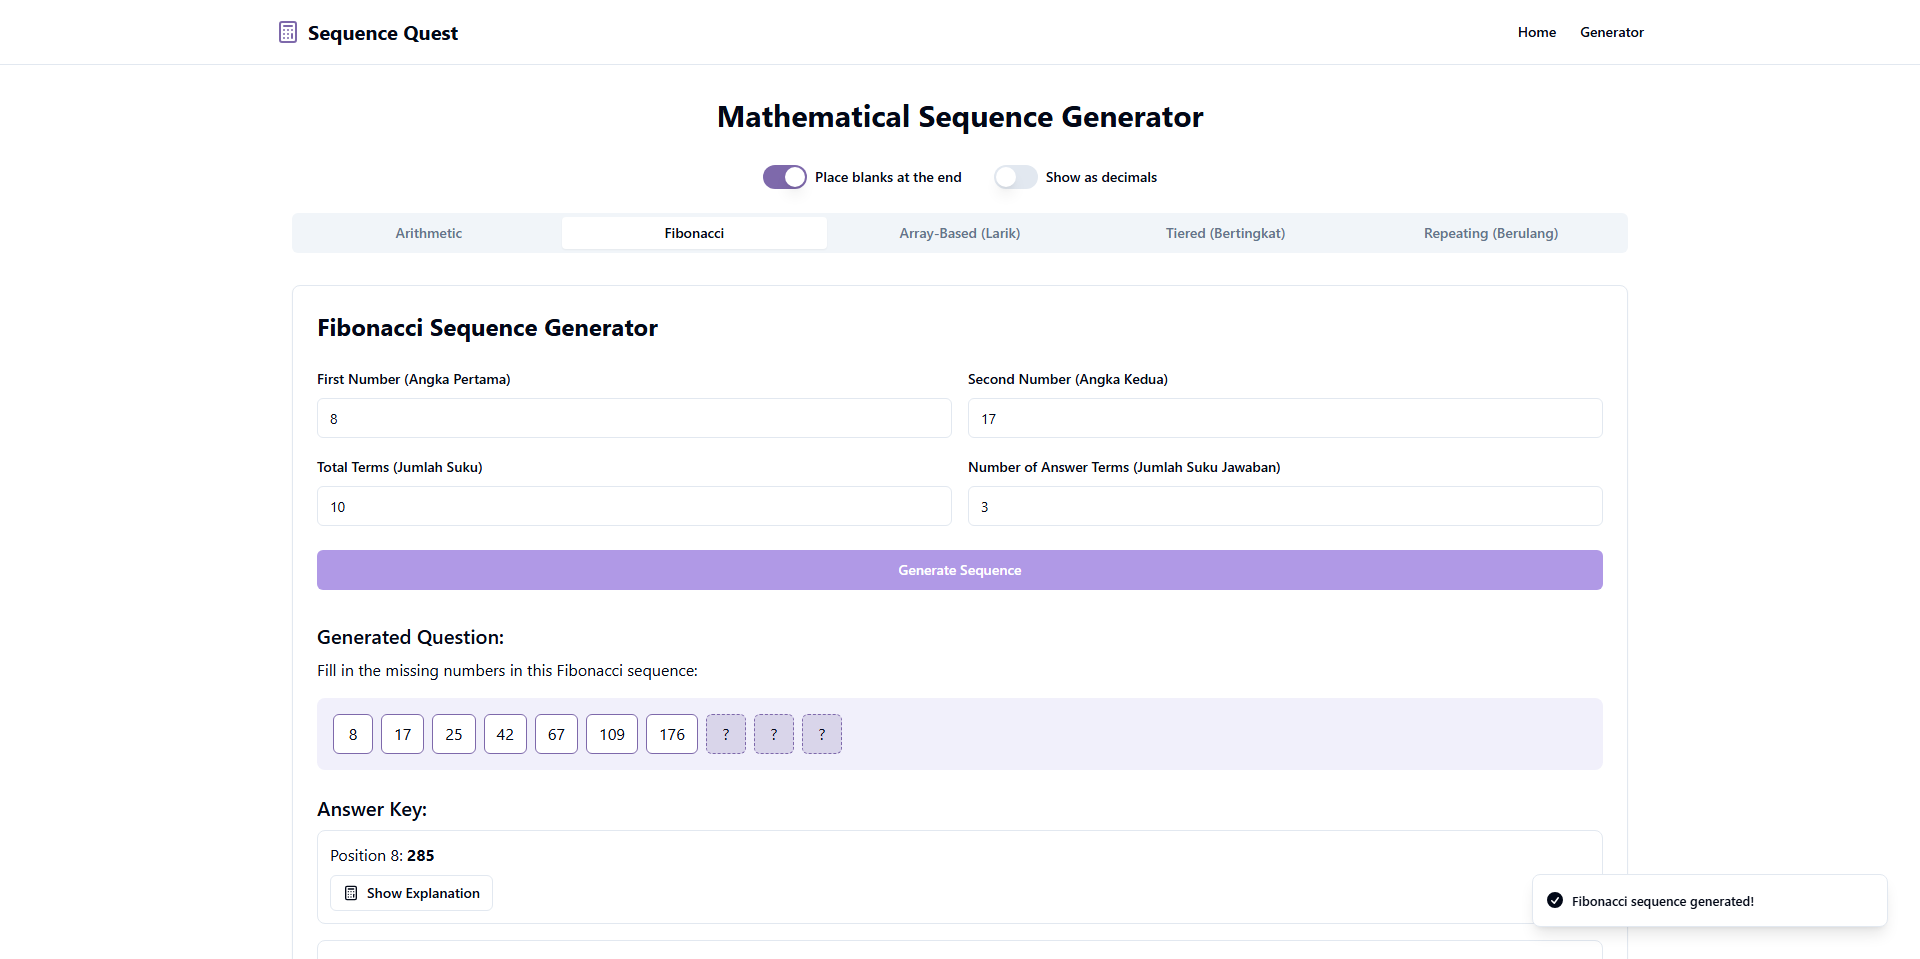 Sequence Quest
Home Generator
Mathematical Sequence Generator
Place blanks at the end Show as decimals
Arithmetic Fibonacci Array-Based (Larik) Tiered (Bertingkat) Repeating (Berulang)
Fibonacci Sequence Generator
First Number (Angka Pertama) Second Number (Angka Kedua)
8 17
Total Terms (Jumlah Suku) Number of Answer Terms (Jumlah Suku Jawaban)
10 3
Generate Sequence
Generated Question:
Fill in the missing numbers in this Fibonacci sequence:
8 17 25 42 67 109 176 ? ? ?
Answer Key:
Position 8: 285
Show Explanation
Fibonacci sequence generated!